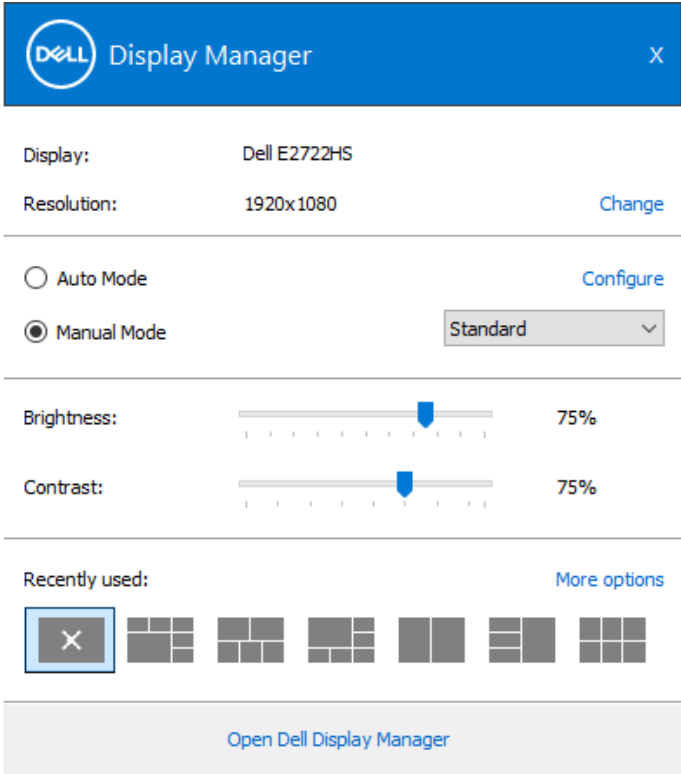 DELL Display Manager X
Display: Dell E2722HS
Resolution: 1920x1080 Change
Auto Mode Configure
Manual Mode Standard
Brightness: 75%
Contrast: 75%
Recently used: More options
Open Dell Display Manager